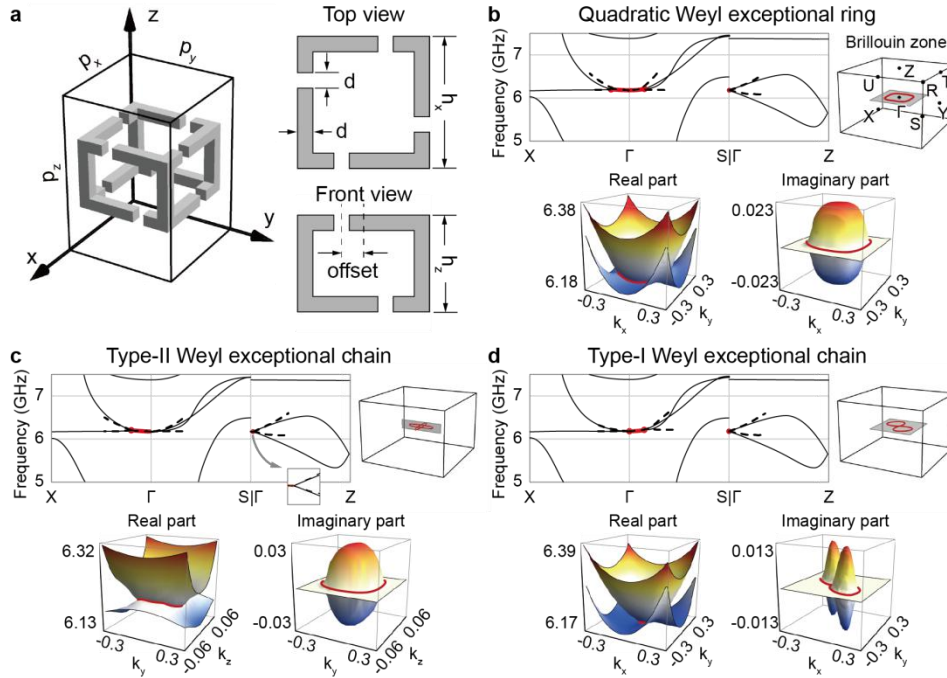 a
z
p_x
p_y
p_z
x
y
Top view
d
d
h_x
Front view
offset
h_z
b Quadratic Weyl exceptional ring
Frequency (GHz)
7
6
5
X Γ S|Γ Z
Brillouin zone
Z
U
R
T
Γ
X
S
Y
Real part
6.38
6.18
-0.3
0.3
k_x
-0.3
0.3
k_y
Imaginary part
0.023
-0.023
-0.3
0.3
k_x
-0.3
0.3
k_y
c Type-II Weyl exceptional chain
Frequency (GHz)
7
6
5
X Γ S|Γ Z
Real part
6.32
6.13
-0.3
0.3
k_y
-0.06
0.06
k_z
Imaginary part
0.03
-0.03
-0.3
0.3
k_y
-0.06
0.06
k_z
d Type-I Weyl exceptional chain
Frequency (GHz)
7
6
5
X Γ S|Γ Z
Real part
6.39
6.17
-0.3
0.3
k_x
-0.3
0.3
k_y
Imaginary part
0.013
-0.013
-0.3
0.3
k_x
-0.3
0.3
k_y